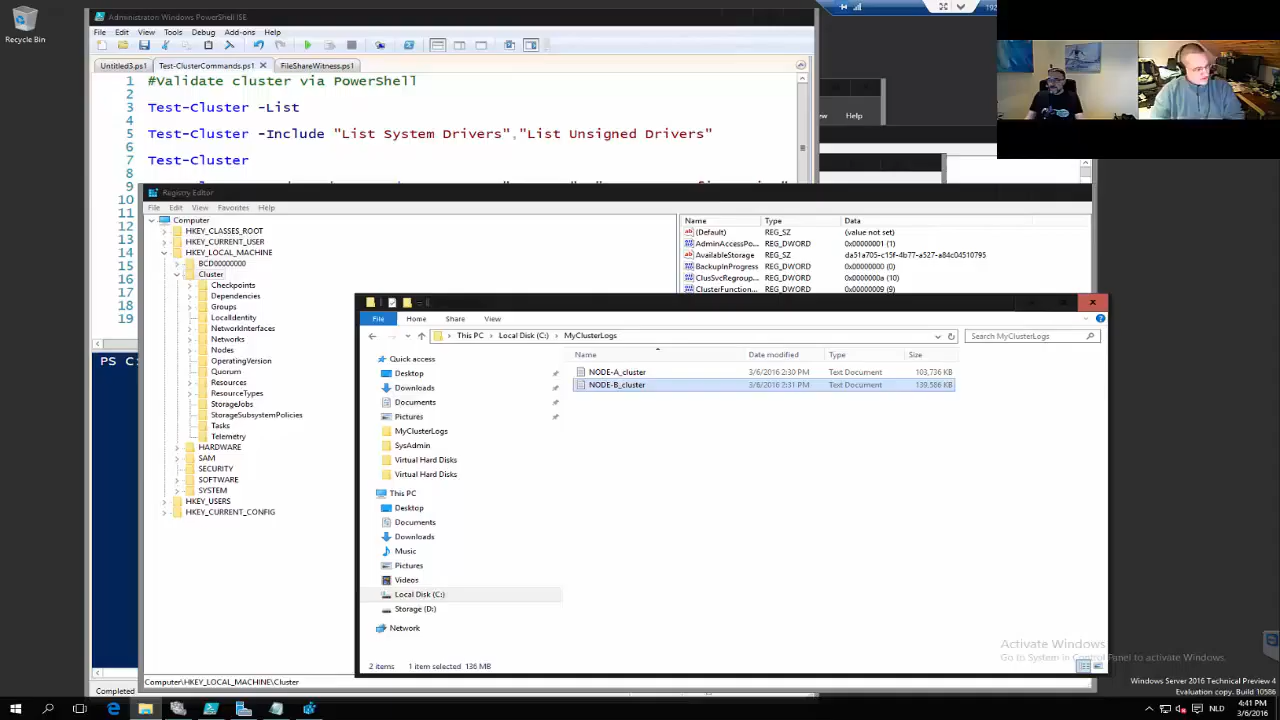 Recycle Bin
Administrator: Windows PowerShell ISE
File Edit View Tools Debug Add-ons Help
Untitled3.ps1 Test-ClusterCommands.ps1 FileShareWitness.ps1
1 #Validate cluster via PowerShell
2
3 Test-Cluster -List
4
5 Test-Cluster -Include "List System Drivers","List Unsigned Drivers"
6
7 Test-Cluster
8
9
10
11
12
13
14
15
16
17
18
19
PS C:
Completed
Help
Registry Editor
File Edit View Favorites Help
Computer
HKEY_CLASSES_ROOT
HKEY_CURRENT_USER
HKEY_LOCAL_MACHINE
BCD00000000
Cluster
Checkpoints
Dependencies
Groups
LocalIdentity
NetworkInterfaces
Networks
Nodes
OperatingVersion
Quorum
Resources
ResourceTypes
StorageJobs
StorageSubsystemPolicies
Tasks
Telemetry
HARDWARE
SAM
SECURITY
SOFTWARE
SYSTEM
HKEY_USERS
HKEY_CURRENT_CONFIG
Name Type Data
(Default) REG_SZ (value not set)
AdminAccessPo... REG_DWORD 0x00000001 (1)
AvailableStorage REG_SZ da51a705-c15f-4b77-a527-a84c04510795
BackupInProgress REG_DWORD 0x00000000 (0)
ClusSvcRegroup... REG_DWORD 0x0000000a (10)
ClusterFunction... REG_DWORD 0x00000009 (9)
Computer\HKEY_LOCAL_MACHINE\Cluster
File Home Share View
This PC Local Disk (C:) MyClusterLogs
Search MyClusterLogs
Quick access
Desktop
Downloads
Documents
Pictures
MyClusterLogs
SysAdmin
Virtual Hard Disks
Virtual Hard Disks
This PC
Desktop
Documents
Downloads
Music
Pictures
Videos
Local Disk (C:)
Storage (D:)
Network
Name Date modified Type Size
NODE-A_cluster 3/6/2016 2:30 PM Text Document 103,736 KB
NODE-B_cluster 3/6/2016 2:31 PM Text Document 139,586 KB
2 items 1 item selected 136 MB
Activate Windows
Go to System in Control Panel to activate Windows.
Windows Server 2016 Technical Preview 4
Evaluation copy. Build 10586
NLD
4:41 PM
3/6/2016